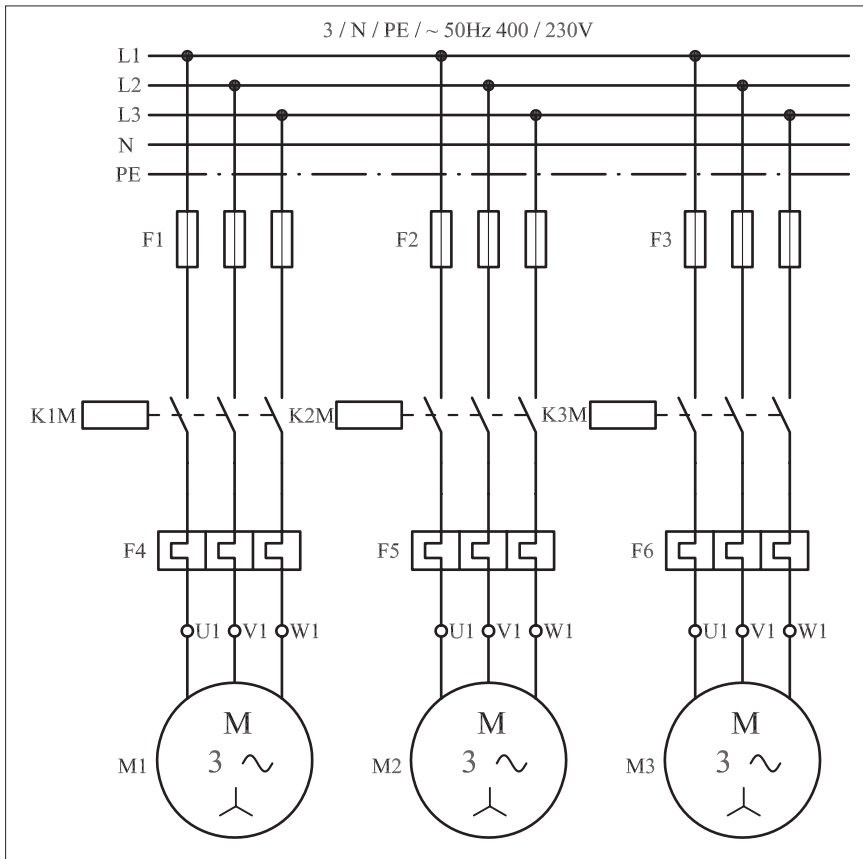 3 / N / PE / ~ 50Hz 400 / 230V
L1
L2
L3
N
PE
F1 F2 F3
K1M K2M K3M
F4 F5 F6
U1 V1 W1 U1 V1 W1 U1 V1 W1
M M M
M1 3 M2 3 M3 3